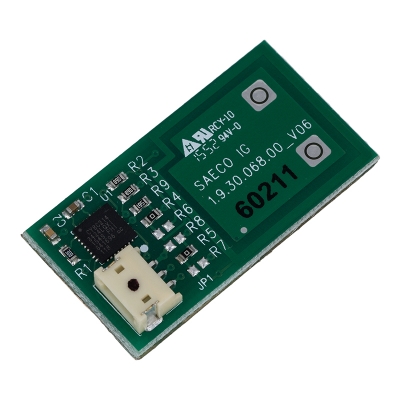 RCY-10
1552 94V-0
SAECO IG
1.9.30.068.00_V06
60211
R2
R3
R9
R4
R6
R8
R5
R7
JP1
C1
U1
R1